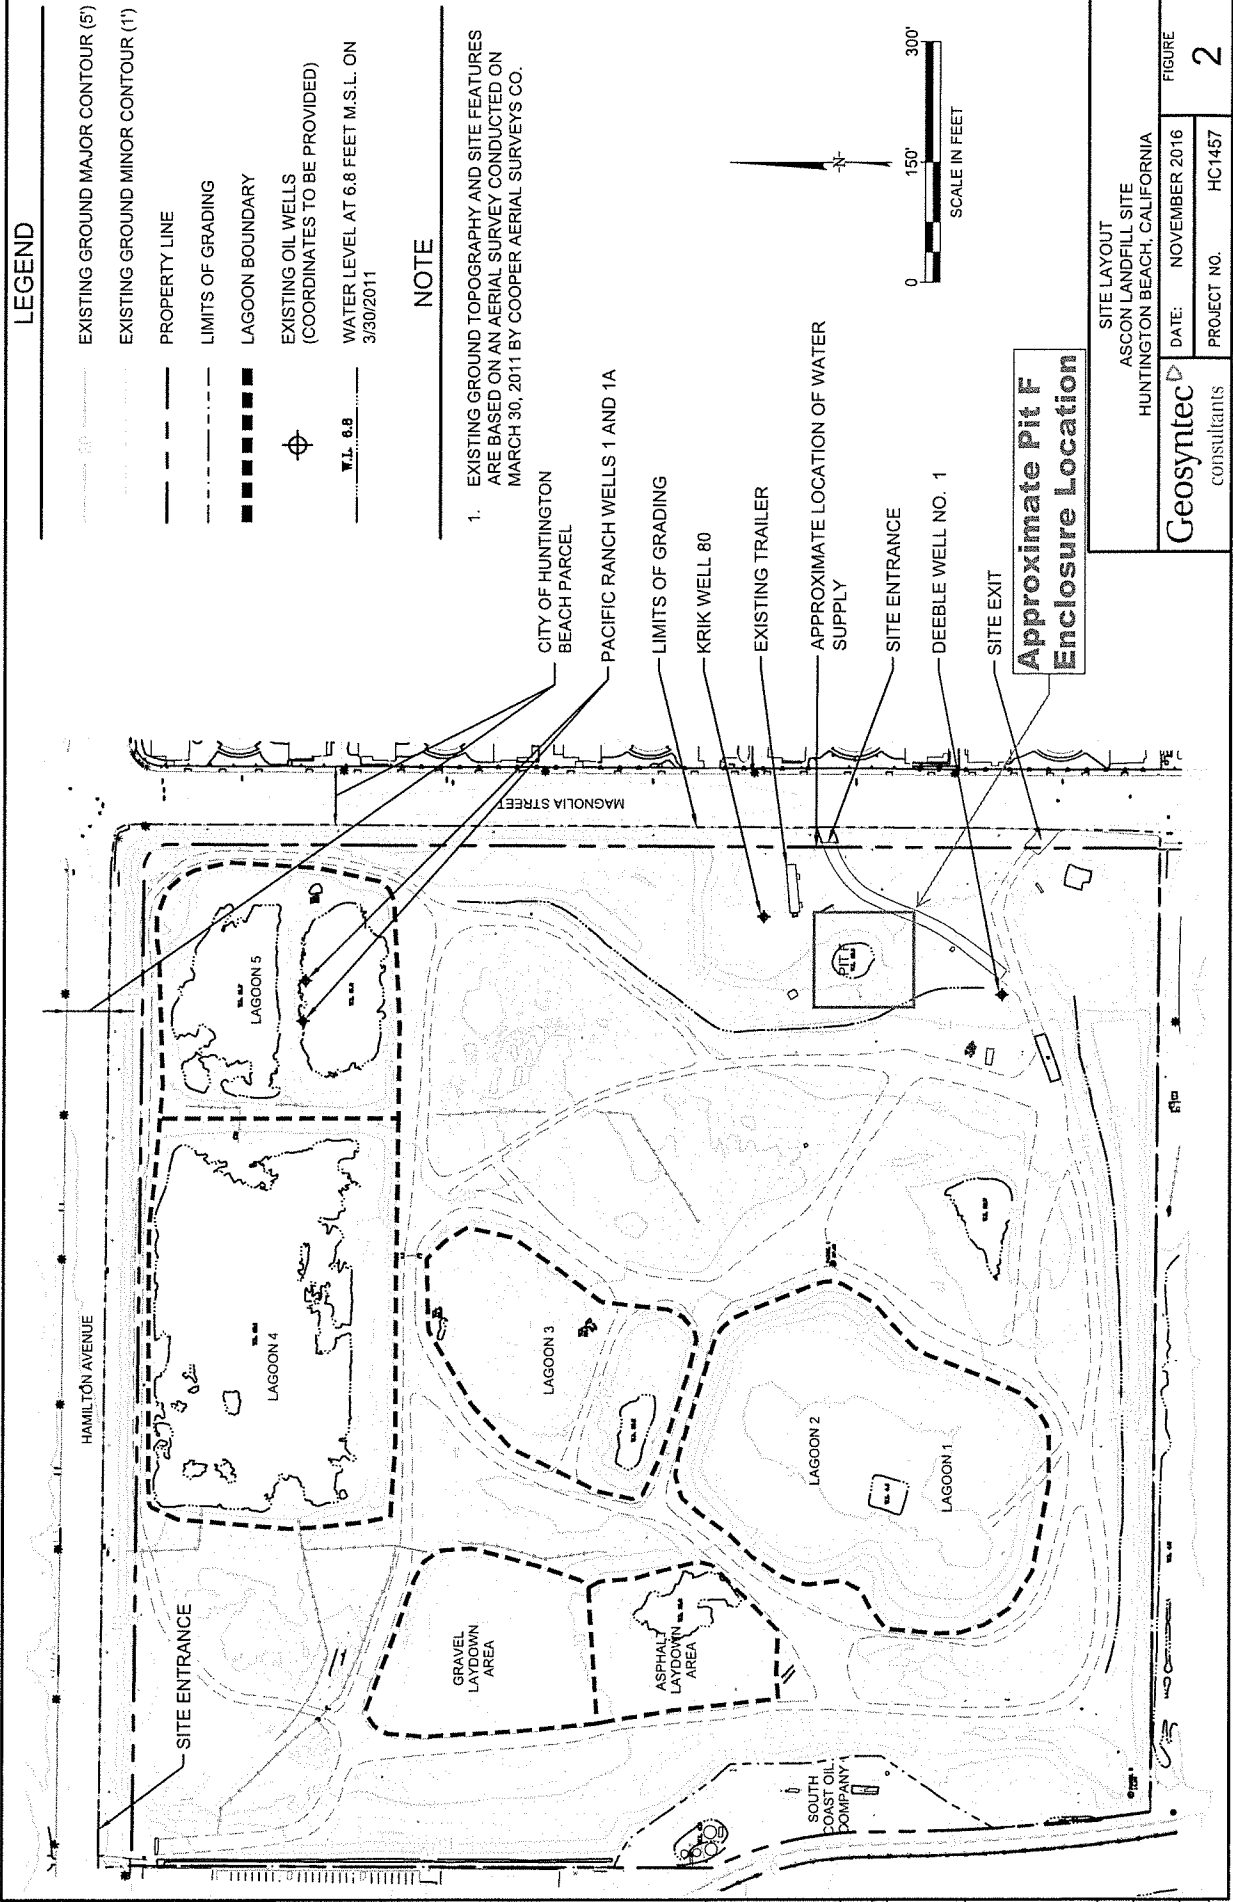 LEGEND
EXISTING GROUND MAJOR CONTOUR (5')
EXISTING GROUND MINOR CONTOUR (1')
PROPERTY LINE
LIMITS OF GRADING
LAGOON BOUNDARY
EXISTING OIL WELLS
(COORDINATES TO BE PROVIDED)
W.L 6.8
WATER LEVEL AT 6.8 FEET M.S.L. ON
3/30/2011
NOTE
1. EXISTING GROUND TOPOGRAPHY AND SITE FEATURES
ARE BASED ON AN AERIAL SURVEY CONDUCTED ON
MARCH 30, 2011 BY COOPER AERIAL SURVEYS CO.
HAMILTON AVENUE
MAGNOLIA STREET
SITE ENTRANCE
LAGOON 4
LAGOON 5
LAGOON 3
LAGOON 2
LAGOON 1
GRAVEL
LAYDOWN
AREA
ASPHALT
LAYDOWN
AREA
SOUTH
COAST OIL
COMPANY
PIT F
CITY OF HUNTINGTON
BEACH PARCEL
PACIFIC RANCH WELLS 1 AND 1A
LIMITS OF GRADING
KRIK WELL 80
EXISTING TRAILER
APPROXIMATE LOCATION OF WATER
SUPPLY
SITE ENTRANCE
DEEBLE WELL NO. 1
SITE EXIT
Approximate Pit F
Enclosure Location
-N-
0 150' 300'
SCALE IN FEET
SITE LAYOUT
ASCON LANDFILL SITE
HUNTINGTON BEACH, CALIFORNIA
Geosyntec
consultants
DATE: NOVEMBER 2016
PROJECT NO. HC1457
FIGURE
2